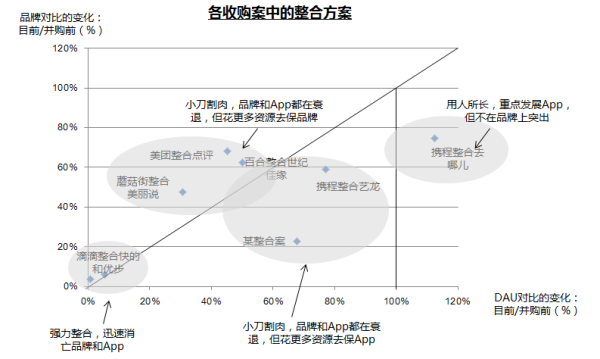 各收购案中的整合方案
品牌对比的变化：
目前/并购前（%）
120%
100%
80%
60%
40%
20%
0%
小刀割肉，品牌和App都在衰
退，但花更多资源去保品牌
用人所长，重点发展App，
但不在品牌上突出
美团整合点评
百合整合世纪
佳缘
携程整合去
哪儿
蘑菇街整合
美丽说
携程整合艺龙
某整合案
滴滴整合快的
和优步
0%
20%
40%
60%
80%
100%
120%
DAU对比的变化：
目前/并购前（%）
强力整合，迅速消
亡品牌和App
小刀割肉，品牌和App都在衰
退，但花更多资源去保App